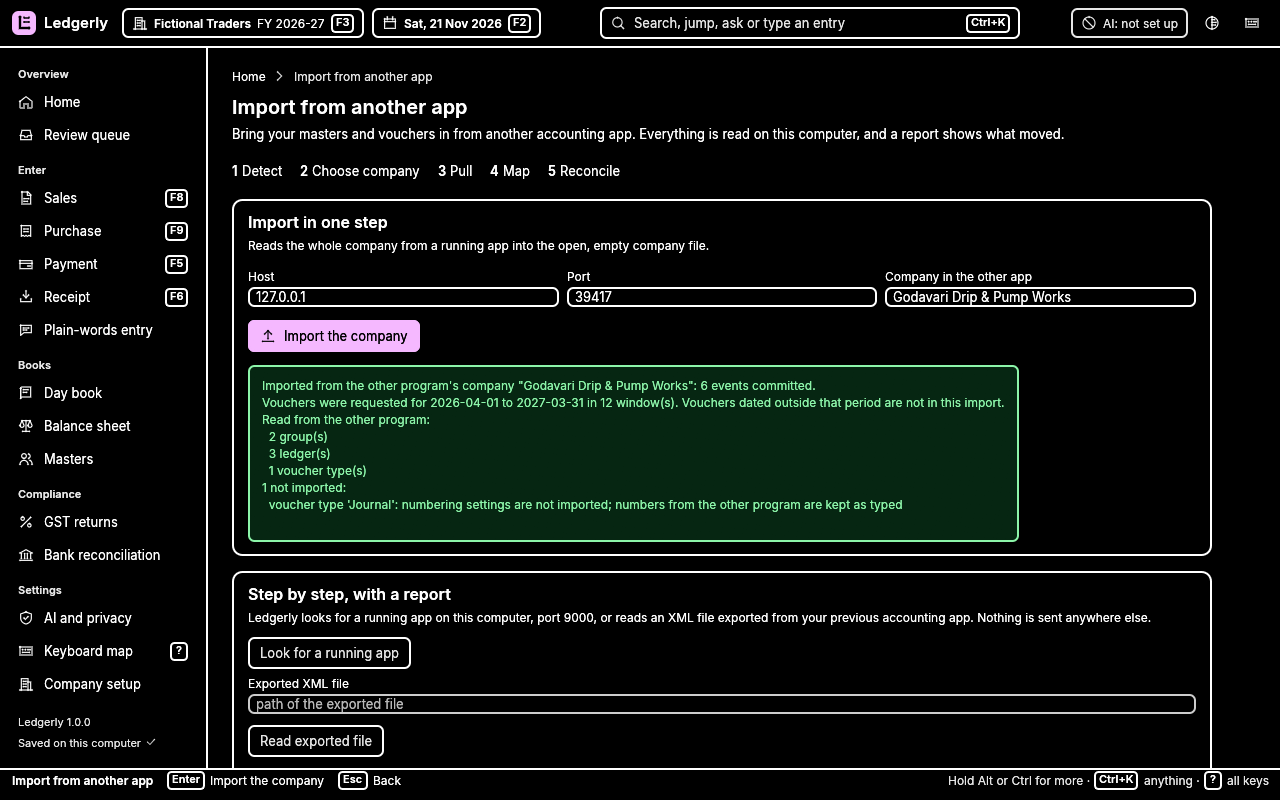 Ledgerly
Fictional Traders FY 2026-27 F3
Sat, 21 Nov 2026 F2
Search, jump, ask or type an entry Ctrl+K
AI: not set up
Overview
Home
Review queue
Enter
Sales F8
Purchase F9
Payment F5
Receipt F6
Plain-words entry
Books
Day book
Balance sheet
Masters
Compliance
GST returns
Bank reconciliation
Settings
AI and privacy
Keyboard map ?
Company setup
Ledgerly 1.0.0
Saved on this computer
Home Import from another app
Import from another app
Bring your masters and vouchers in from another accounting app. Everything is read on this computer, and a report shows what moved.
1 Detect 2 Choose company 3 Pull 4 Map 5 Reconcile
Import in one step
Reads the whole company from a running app into the open, empty company file.
Host Port Company in the other app
127.0.0.1 39417 Godavari Drip & Pump Works
Import the company
Imported from the other program's company "Godavari Drip & Pump Works": 6 events committed.
Vouchers were requested for 2026-04-01 to 2027-03-31 in 12 window(s). Vouchers dated outside that period are not in this import.
Read from the other program:
2 group(s)
3 ledger(s)
1 voucher type(s)
1 not imported:
voucher type 'Journal': numbering settings are not imported; numbers from the other program are kept as typed
Step by step, with a report
Ledgerly looks for a running app on this computer, port 9000, or reads an XML file exported from your previous accounting app. Nothing is sent anywhere else.
Look for a running app
Exported XML file
path of the exported file
Read exported file
Import from another app Enter Import the company Esc Back
Hold Alt or Ctrl for more · Ctrl+K anything · ? all keys